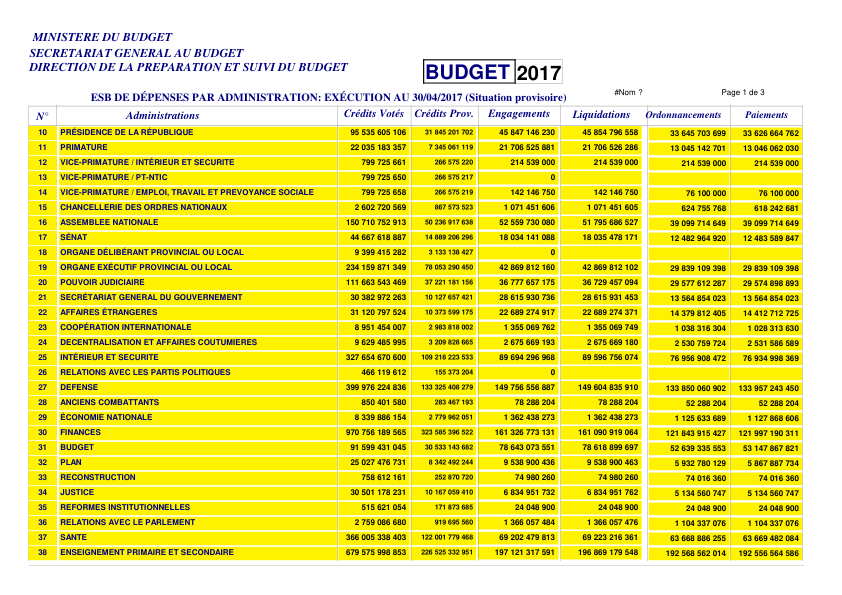 MINISTERE DU BUDGET
SECRETARIAT GENERAL AU BUDGET
DIRECTION DE LA PREPARATION ET SUIVI DU BUDGET
BUDGET 2017
#Nom ? Page 1 de 3
ESB DE DÉPENSES PAR ADMINISTRATION: EXÉCUTION AU 30/04/2017 (Situation provisoire)
N° Administrations Crédits Votés Crédits Prov. Engagements Liquidations Ordonnancements Paiements
10 PRÉSIDENCE DE LA RÉPUBLIQUE 95 535 605 106 31 845 201 702 45 847 146 230 45 854 796 558 33 645 703 699 33 626 664 762
11 PRIMATURE 22 035 183 357 7 345 061 119 21 706 525 881 21 706 526 286 13 045 142 701 13 046 062 030
12 VICE-PRIMATURE / INTÉRIEUR ET SECURITE 799 725 661 266 575 220 214 539 000 214 539 000 214 539 000 214 539 000
13 VICE-PRIMATURE / PT-NTIC 799 725 650 266 575 217 0
14 VICE-PRIMATURE / EMPLOI, TRAVAIL ET PREVOYANCE SOCIALE 799 725 658 266 575 219 142 146 750 142 146 750 76 100 000 76 100 000
15 CHANCELLERIE DES ORDRES NATIONAUX 2 602 720 569 867 573 523 1 071 451 606 1 071 451 605 624 755 768 618 242 681
16 ASSEMBLEE NATIONALE 150 710 752 913 50 236 917 638 52 559 730 080 51 795 686 527 39 099 714 649 39 099 714 649
17 SÉNAT 44 667 618 887 14 889 206 296 18 034 141 088 18 035 478 171 12 482 964 920 12 483 589 847
18 ORGANE DÉLIBÉRANT PROVINCIAL OU LOCAL 9 399 415 282 3 133 138 427 0
19 ORGANE EXÉCUTIF PROVINCIAL OU LOCAL 234 159 871 349 78 053 290 450 42 869 812 160 42 869 812 102 29 839 109 398 29 839 109 398
20 POUVOIR JUDICIAIRE 111 663 543 469 37 221 181 156 36 777 657 175 36 729 457 094 29 577 612 287 29 574 898 893
21 SECRÉTARIAT GENERAL DU GOUVERNEMENT 30 382 972 263 10 127 657 421 28 615 930 736 28 615 931 453 13 564 854 023 13 564 854 023
22 AFFAIRES ÉTRANGERES 31 120 797 524 10 373 599 175 22 689 274 917 22 689 274 371 14 379 812 405 14 412 712 725
23 COOPÉRATION INTERNATIONALE 8 951 454 007 2 983 818 002 1 355 069 762 1 355 069 749 1 038 316 304 1 028 313 630
24 DECENTRALISATION ET AFFAIRES COUTUMIERES 9 629 485 995 3 209 828 665 2 675 669 193 2 675 669 180 2 530 759 724 2 531 586 589
25 INTÉRIEUR ET SECURITE 327 654 670 600 109 218 223 533 89 694 296 968 89 596 756 074 76 956 908 472 76 934 998 369
26 RELATIONS AVEC LES PARTIS POLITIQUES 466 119 612 155 373 204 0
27 DEFENSE 399 976 224 836 133 325 408 279 149 756 556 887 149 604 835 910 133 850 060 902 133 957 243 450
28 ANCIENS COMBATTANTS 850 401 580 283 467 193 78 288 204 78 288 204 52 288 204 52 288 204
29 ÉCONOMIE NATIONALE 8 339 886 154 2 779 962 051 1 362 438 273 1 362 438 273 1 125 633 689 1 127 868 606
30 FINANCES 970 756 189 565 323 585 396 522 161 326 773 131 161 090 919 064 121 843 915 427 121 997 190 311
31 BUDGET 91 599 431 045 30 533 143 682 78 643 073 551 78 618 899 697 52 639 335 553 53 147 867 821
32 PLAN 25 027 476 731 8 342 492 244 9 538 900 436 9 538 900 463 5 932 780 129 5 867 887 734
33 RECONSTRUCTION 758 612 161 252 870 720 74 980 260 74 980 260 74 016 360 74 016 360
34 JUSTICE 30 501 178 231 10 167 059 410 6 834 951 732 6 834 951 762 5 134 560 747 5 134 560 747
35 REFORMES INSTITUTIONNELLES 515 621 054 171 873 685 24 048 900 24 048 900 24 048 900 24 048 900
36 RELATIONS AVEC LE PARLEMENT 2 759 086 680 919 695 560 1 366 057 484 1 366 057 476 1 104 337 076 1 104 337 076
37 SANTE 366 005 338 403 122 001 779 468 69 202 479 813 69 223 216 361 63 668 886 255 63 669 482 084
38 ENSEIGNEMENT PRIMAIRE ET SECONDAIRE 679 575 998 853 226 525 332 951 197 121 317 591 196 869 179 548 192 568 562 014 192 556 564 586